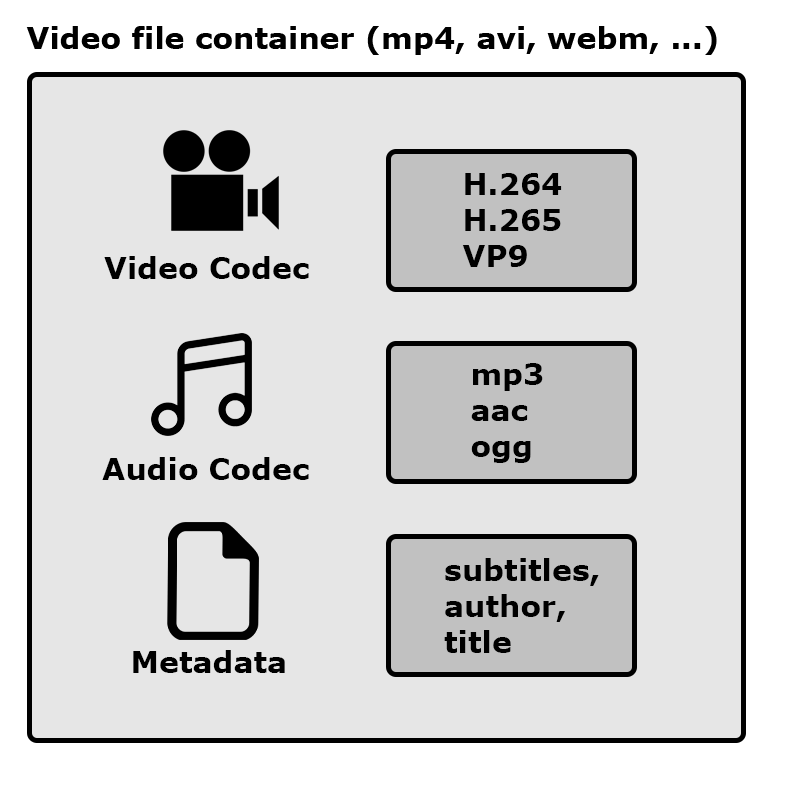 Video file container (mp4, avi, webm, ...)
Video Codec
H.264
H.265
VP9
Audio Codec
mp3
aac
ogg
Metadata
subtitles,
author,
title